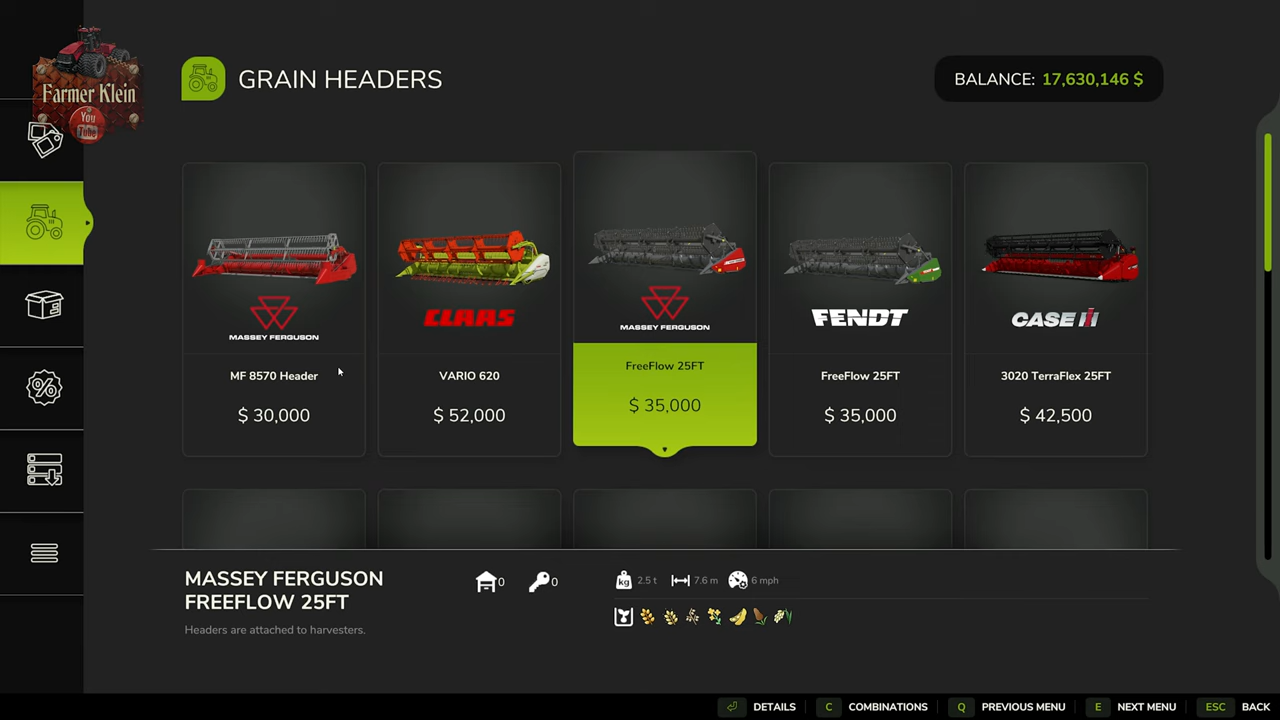 Farmer Klein
You
Tube
GRAIN HEADERS
BALANCE: 17,630,146 $
MASSEY FERGUSON
CLAAS
MASSEY FERGUSON
FENDT
CASE IH
MF 8570 Header
VARIO 620
FreeFlow 25FT
FreeFlow 25FT
3020 TerraFlex 25FT
$ 30,000
$ 52,000
$ 35,000
$ 35,000
$ 42,500
MASSEY FERGUSON
FREEFLOW 25FT
Headers are attached to harvesters.
0
0
kg 2.5 t
7.6 m
6 mph
DETAILS
C COMBINATIONS
Q PREVIOUS MENU
E NEXT MENU
ESC BACK